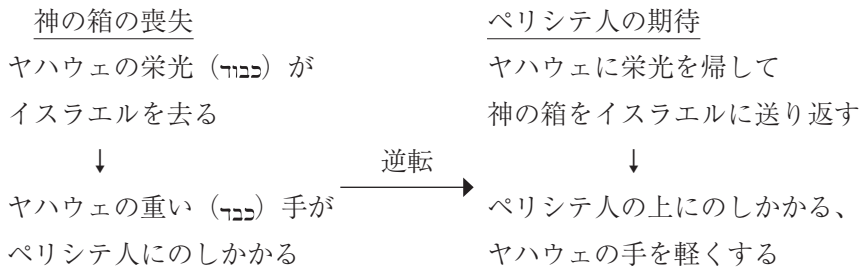 神の箱の喪失
ヤハウェの栄光（כבוד）が
イスラエルを去る
↓
ヤハウェの重い（כבד）手が
ペリシテ人にのしかかる
逆転
ペリシテ人の期待
ヤハウェに栄光を帰して
神の箱をイスラエルに送り返す
↓
ペリシテ人の上にのしかかる、
ヤハウェの手を軽くする